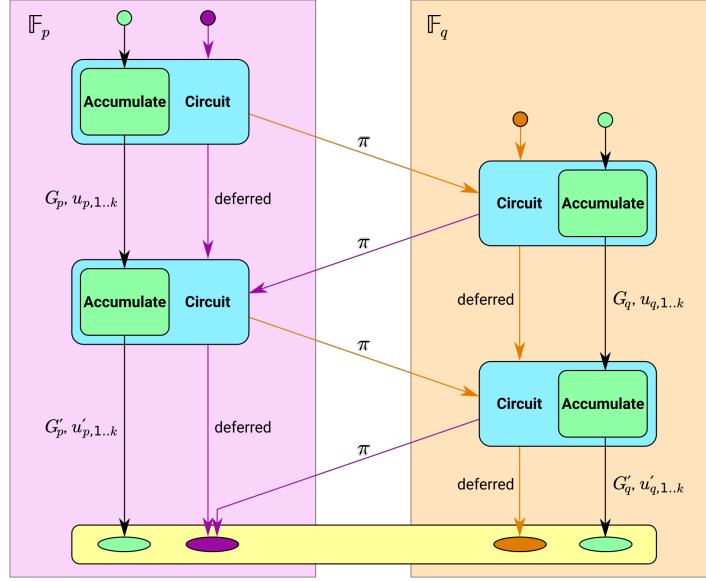 𝔽p
𝔽q
Accumulate Circuit
π
Gp, up,1..k deferred
Circuit Accumulate
π
Accumulate Circuit
deferred Gq, uq,1..k
π
Circuit Accumulate
G′p, u′p,1..k deferred
π
deferred G′q, u′q,1..k